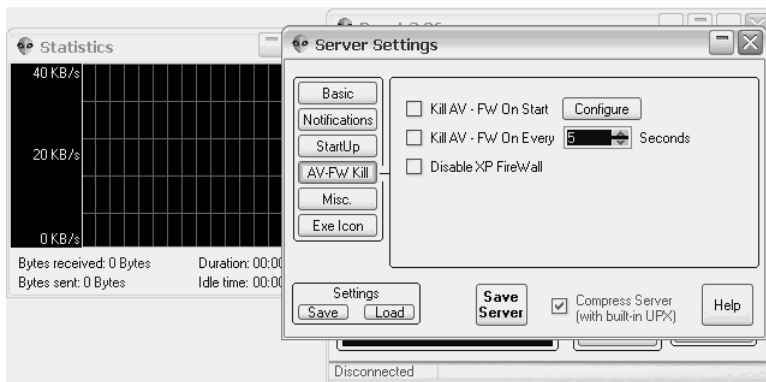 Statistics
40 KB/s
20 KB/s
0 KB/s
Bytes received: 0 Bytes
Duration: 00:00
Bytes sent: 0 Bytes
Idle time: 00:00
Server Settings
Basic
Notifications
StartUp
AV-FW Kill
Misc.
Exe Icon
Kill AV - FW On Start
Configure
Kill AV - FW On Every
5
Seconds
Disable XP FireWall
Settings
Save
Load
Save
Server
Compress Server
(with built-in UPX)
Help
Disconnected